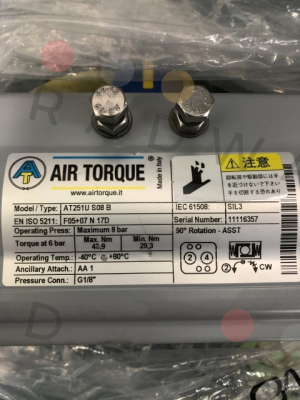 AIR TORQUE
www.airtorque.it
Made in Italy
注意
Model / Type: AT251U S08 B
IEC 61508: SIL3
EN ISO 5211: F05+07 N 17D
Serial Number: 11116357
Operating Press: Maximum 8 bar
90° Rotation - ASST
Torque at 6 bar
Max. Nm
Min. Nm
29,3
Operating Temp.: -40°C +80°C
Ancillary Attach.: AA 1
Pressure Conn.: G1/8"
2 4
2 CW